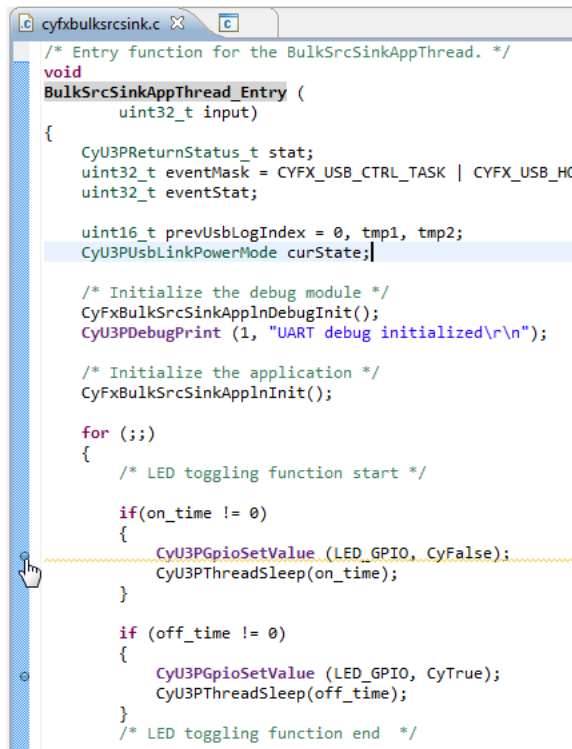 cyfxbulksrcsink.c
/* Entry function for the BulkSrcSinkAppThread. */
void
BulkSrcSinkAppThread_Entry (
        uint32_t input)
{
    CyU3PReturnStatus_t stat;
    uint32_t eventMask = CYFX_USB_CTRL_TASK | CYFX_USB_HO
    uint32_t eventStat;

    uint16_t prevUsbLogIndex = 0, tmp1, tmp2;
    CyU3PUsbLinkPowerMode curState;

    /* Initialize the debug module */
    CyFxBulkSrcSinkApplnDebugInit();
    CyU3PDebugPrint (1, "UART debug initialized\r\n");

    /* Initialize the application */
    CyFxBulkSrcSinkApplnInit();

    for (;;)
    {
        /* LED toggling function start */

        if(on_time != 0)
        {
            CyU3PGpioSetValue (LED_GPIO, CyFalse);
            CyU3PThreadSleep(on_time);
        }

        if (off_time != 0)
        {
            CyU3PGpioSetValue (LED_GPIO, CyTrue);
            CyU3PThreadSleep(off_time);
        }
        /* LED toggling function end  */